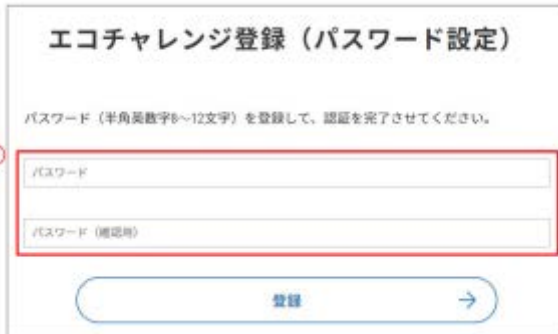 エコチャレンジ登録（パスワード設定）
パスワード（半角英数字8～12文字）を登録して、認証を完了させてください。
パスワード
パスワード（確認用）
登録